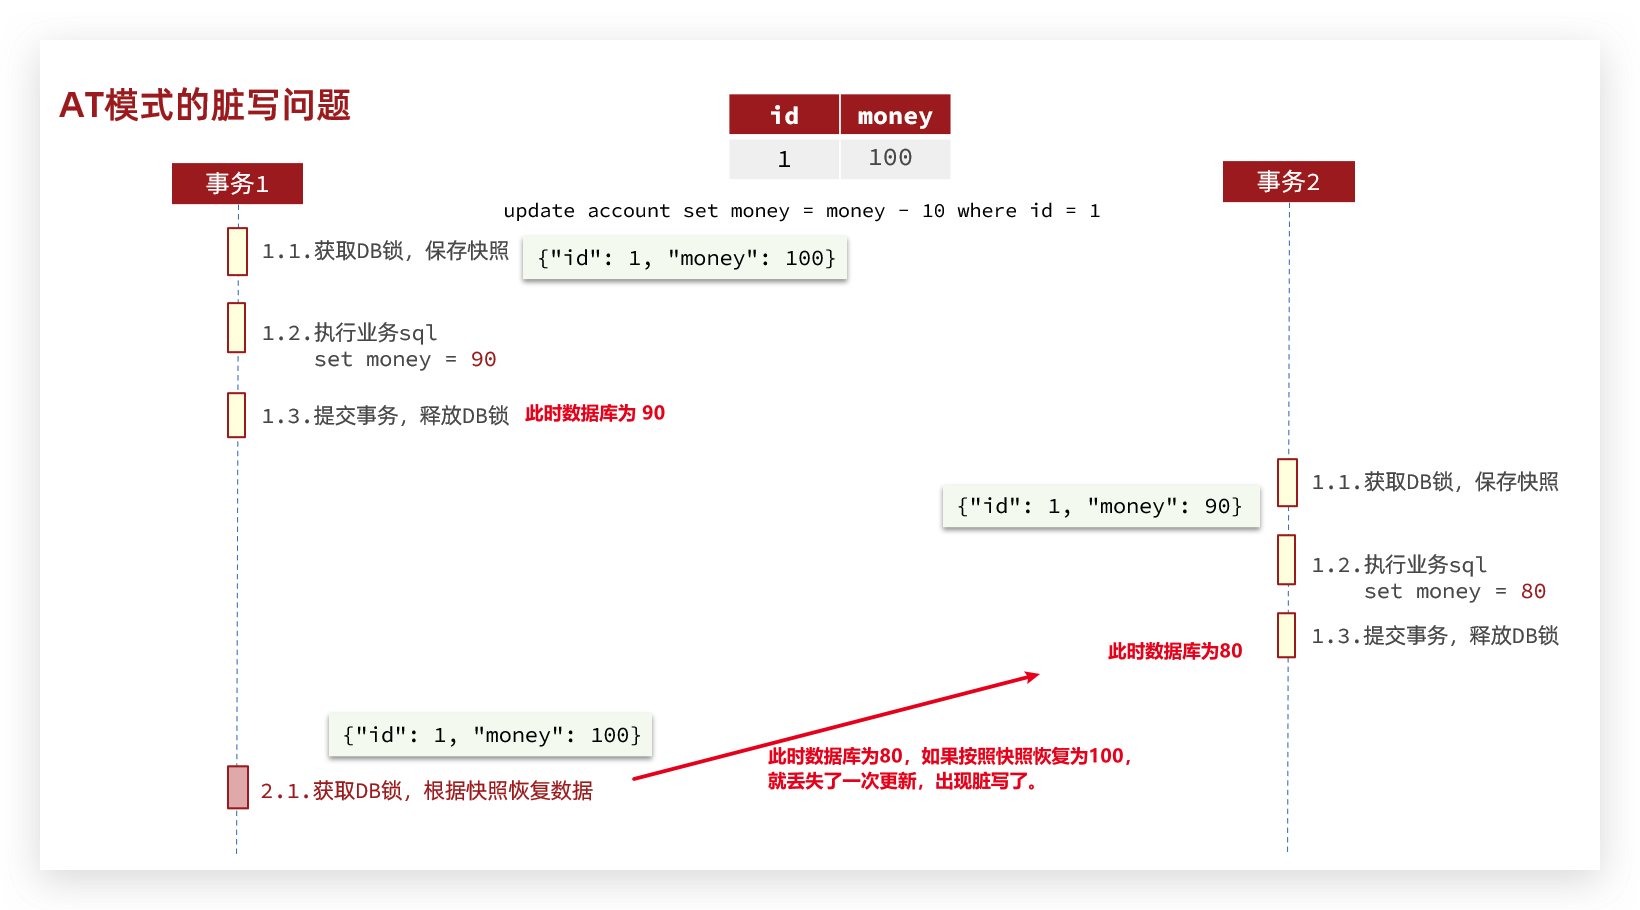 AT模式的脏写问题
id money
1 100
事务1
事务2
update account set money = money - 10 where id = 1
1.1.获取DB锁，保存快照
{"id": 1, "money": 100}
1.2.执行业务sql
set money = 90
1.3.提交事务，释放DB锁
此时数据库为 90
1.1.获取DB锁，保存快照
{"id": 1, "money": 90}
1.2.执行业务sql
set money = 80
1.3.提交事务，释放DB锁
此时数据库为80
{"id": 1, "money": 100}
2.1.获取DB锁，根据快照恢复数据
此时数据库为80，如果按照快照恢复为100，
就丢失了一次更新，出现脏写了。